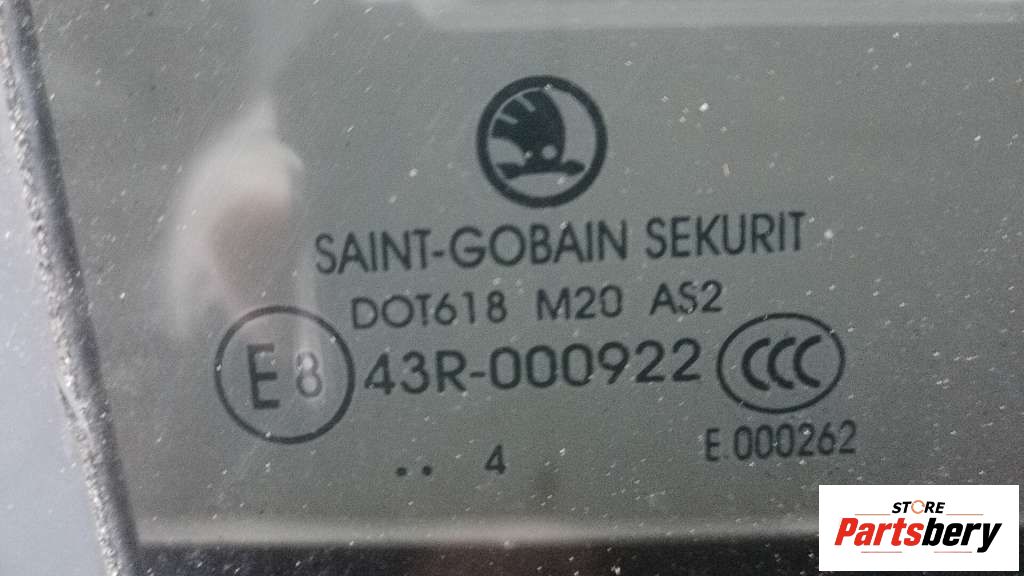 SAINT-GOBAIN SEKURIT
DOT618 M20 AS2
E8 43R-000922 CCC
.. 4 E 000262
STORE
Partsbery